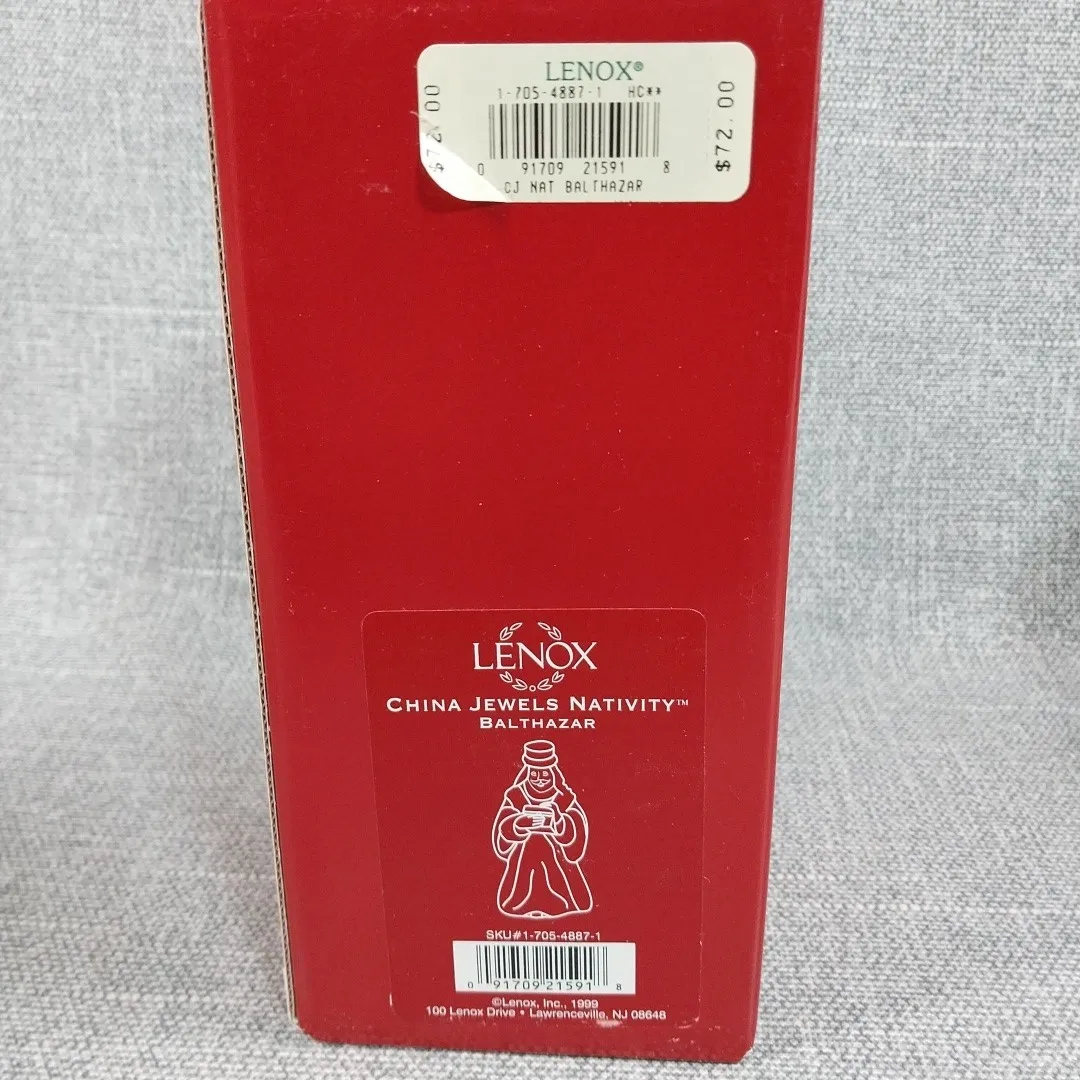 LENOX®
1-705-4887-1 HC**
$72.00
$72.00
0 91709 21591 8
CJ NAT BALTHAZAR
LENOX
CHINA JEWELS NATIVITY™
BALTHAZAR
SKU#1-705-4887-1
0 91709 21591 8
©Lenox, Inc., 1999
100 Lenox Drive • Lawrenceville, NJ 08648